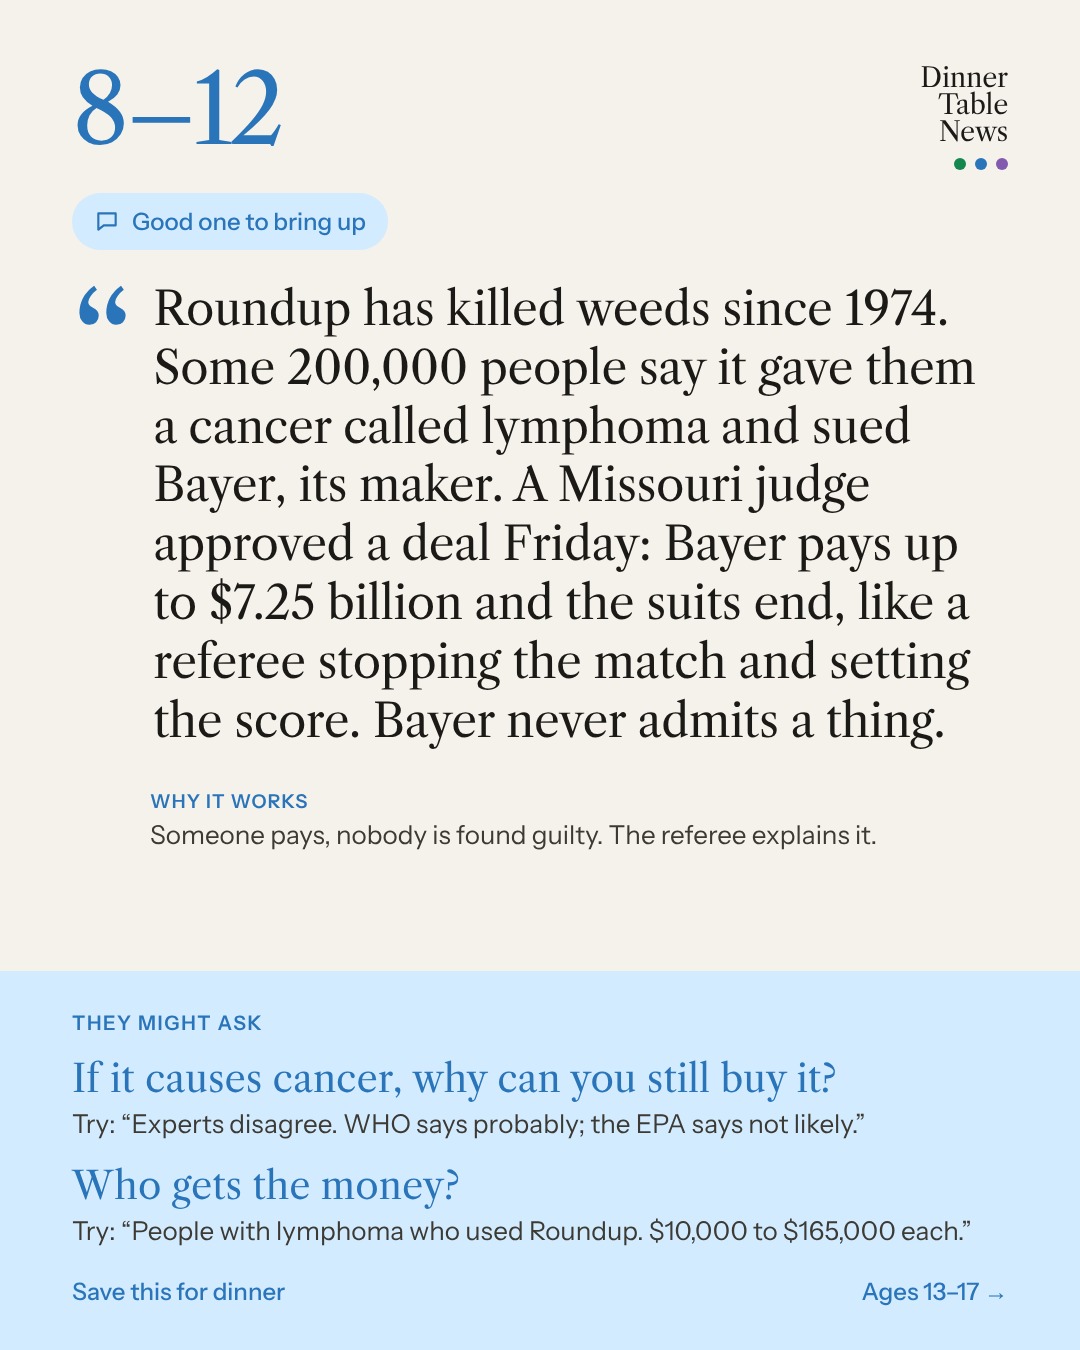 8–12
Dinner
Table
News
Good one to bring up
“Roundup has killed weeds since 1974.
Some 200,000 people say it gave them
a cancer called lymphoma and sued
Bayer, its maker. A Missouri judge
approved a deal Friday: Bayer pays up
to $7.25 billion and the suits end, like a
referee stopping the match and setting
the score. Bayer never admits a thing.
WHY IT WORKS
Someone pays, nobody is found guilty. The referee explains it.
THEY MIGHT ASK
If it causes cancer, why can you still buy it?
Try: “Experts disagree. WHO says probably; the EPA says not likely.”
Who gets the money?
Try: “People with lymphoma who used Roundup. $10,000 to $165,000 each.”
Save this for dinner
Ages 13–17 →